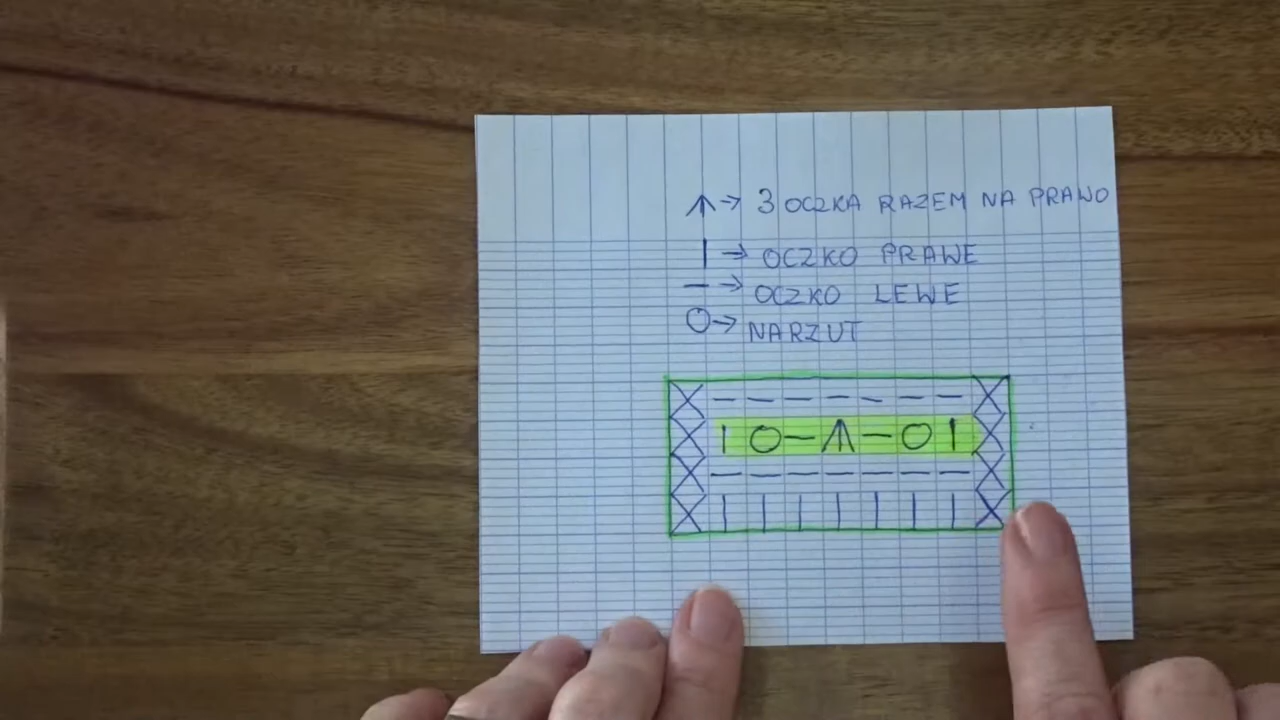 ↑→ 3 OCZKA RAZEM NA PRAWO
| → OCZKO PRAWE
— → OCZKO LEWE
O→ NARZUT
X — — — — — — — X
X | O — ↑ — O | X
X — — — — — — — X
X | | | | | | | X